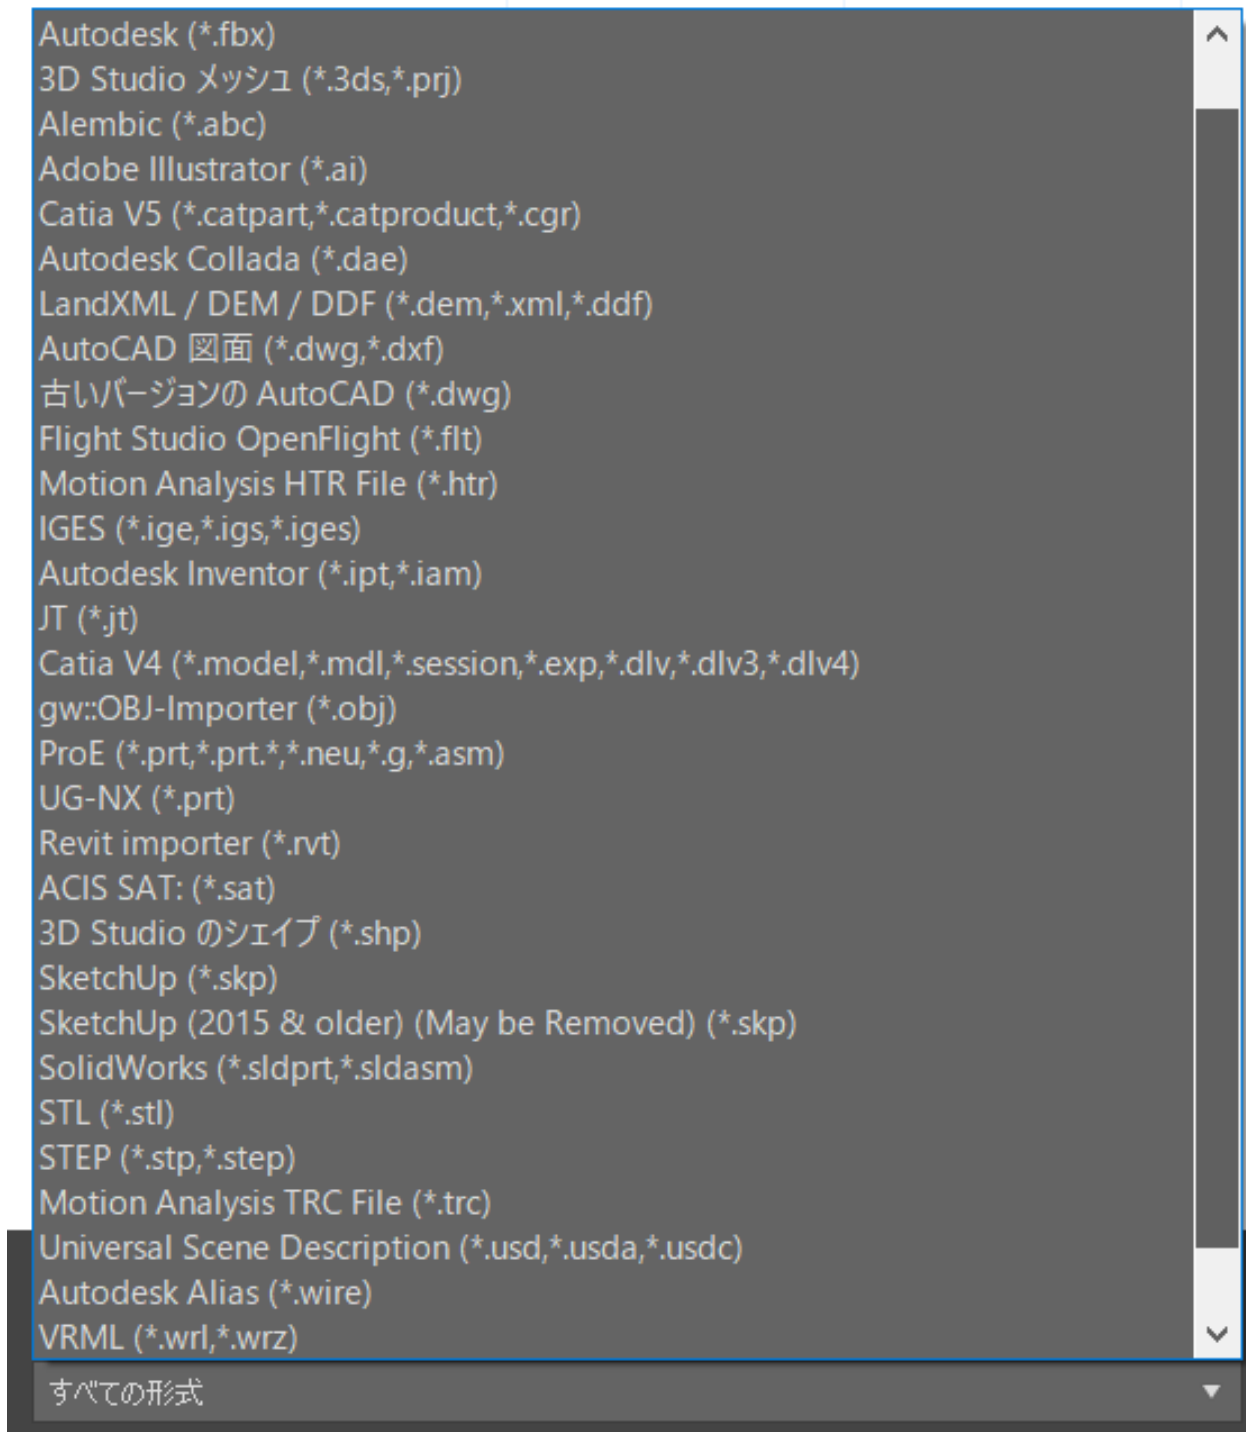 Autodesk (*.fbx)
3D Studio メッシュ (*.3ds,*.prj)
Alembic (*.abc)
Adobe Illustrator (*.ai)
Catia V5 (*.catpart,*.catproduct,*.cgr)
Autodesk Collada (*.dae)
LandXML / DEM / DDF (*.dem,*.xml,*.ddf)
AutoCAD 図面 (*.dwg,*.dxf)
古いバージョンの AutoCAD (*.dwg)
Flight Studio OpenFlight (*.flt)
Motion Analysis HTR File (*.htr)
IGES (*.ige,*.igs,*.iges)
Autodesk Inventor (*.ipt,*.iam)
JT (*.jt)
Catia V4 (*.model,*.mdl,*.session,*.exp,*.dlv,*.dlv3,*.dlv4)
gw::OBJ-Importer (*.obj)
ProE (*.prt,*.prt.*,*.neu,*.g,*.asm)
UG-NX (*.prt)
Revit importer (*.rvt)
ACIS SAT: (*.sat)
3D Studio のシェイプ (*.shp)
SketchUp (*.skp)
SketchUp (2015 & older) (May be Removed) (*.skp)
SolidWorks (*.sldprt,*.sldasm)
STL (*.stl)
STEP (*.stp,*.step)
Motion Analysis TRC File (*.trc)
Universal Scene Description (*.usd,*.usda,*.usdc)
Autodesk Alias (*.wire)
VRML (*.wrl,*.wrz)
すべての形式